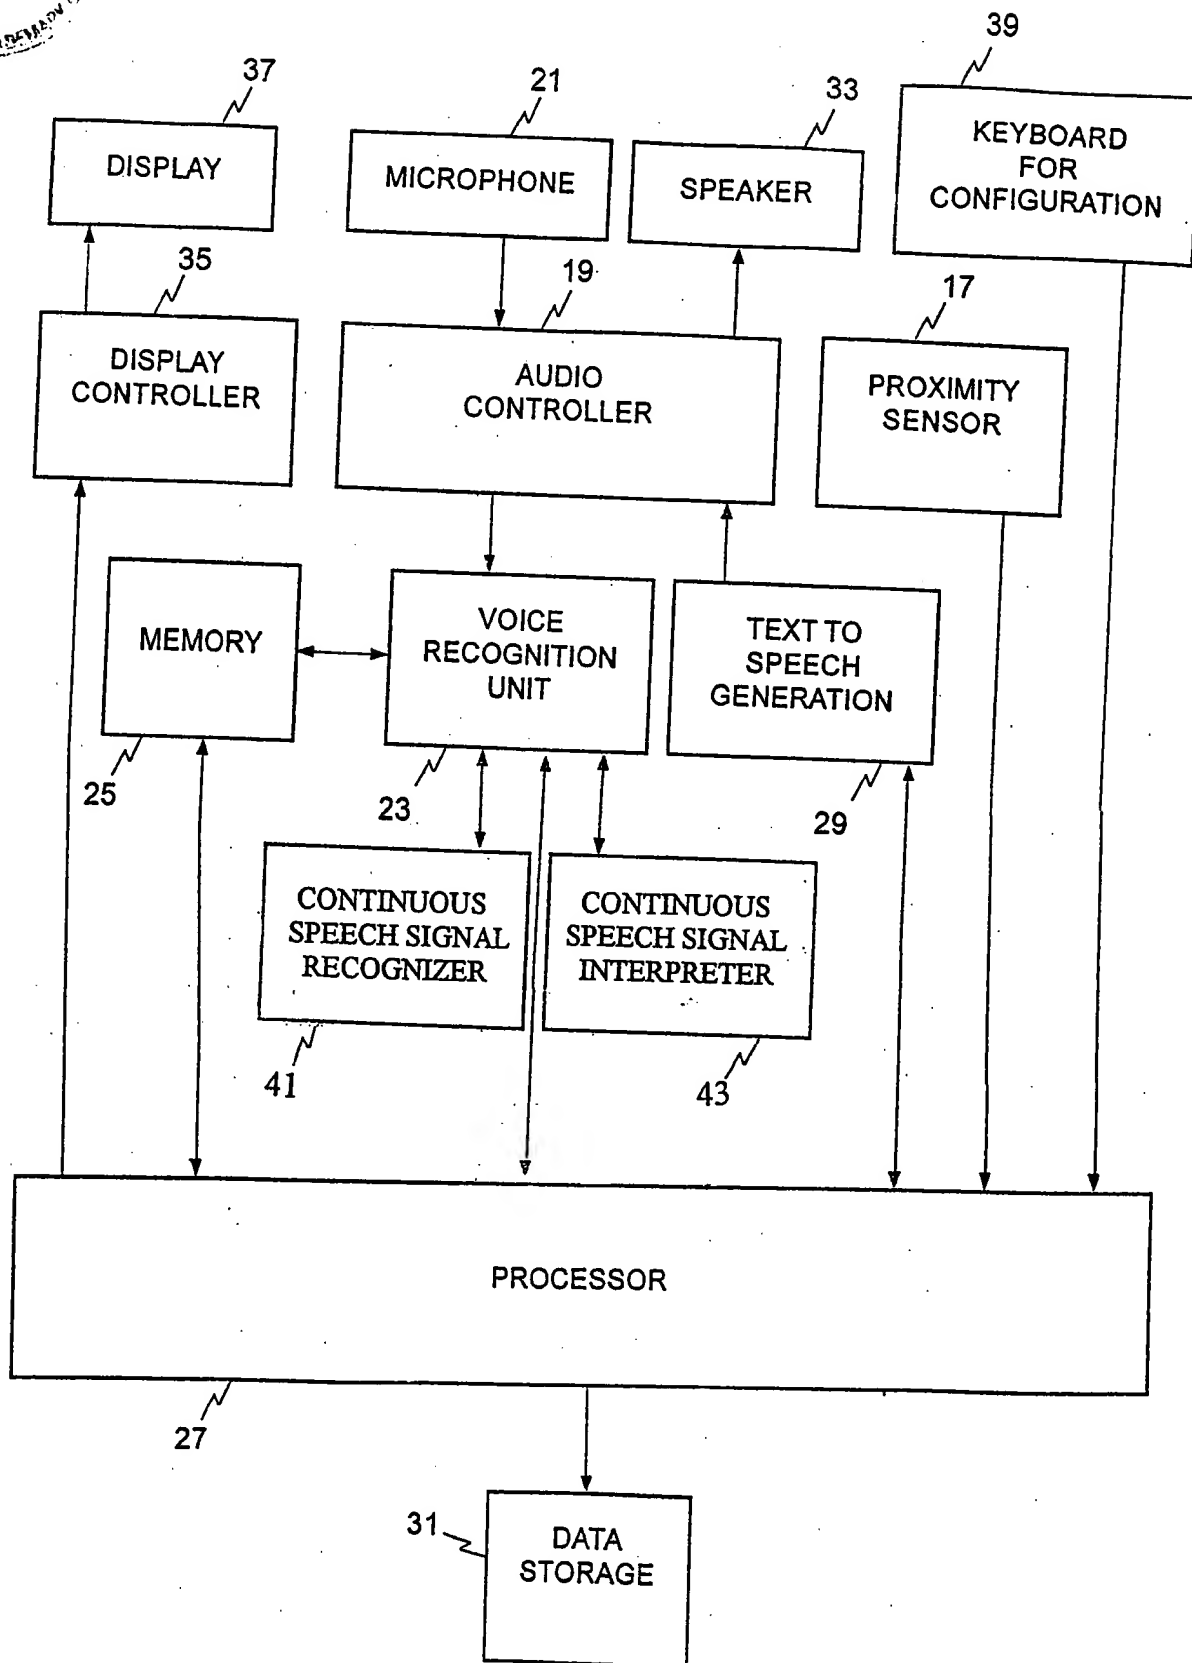 39
37
21
33
DISPLAY
MICROPHONE
SPEAKER
KEYBOARD
FOR
CONFIGURATION
35
19
17
DISPLAY
CONTROLLER
AUDIO
CONTROLLER
PROXIMITY
SENSOR
MEMORY
VOICE
RECOGNITION
UNIT
TEXT TO
SPEECH
GENERATION
25
23
29
CONTINUOUS
SPEECH SIGNAL
RECOGNIZER
CONTINUOUS
SPEECH SIGNAL
INTERPRETER
41
43
PROCESSOR
27
31
DATA
STORAGE